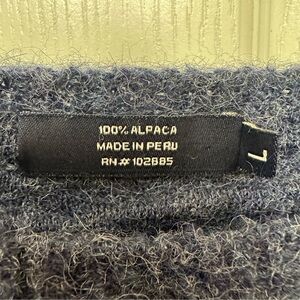 100% ALPACA
MADE IN PERU
RN# 102885
L